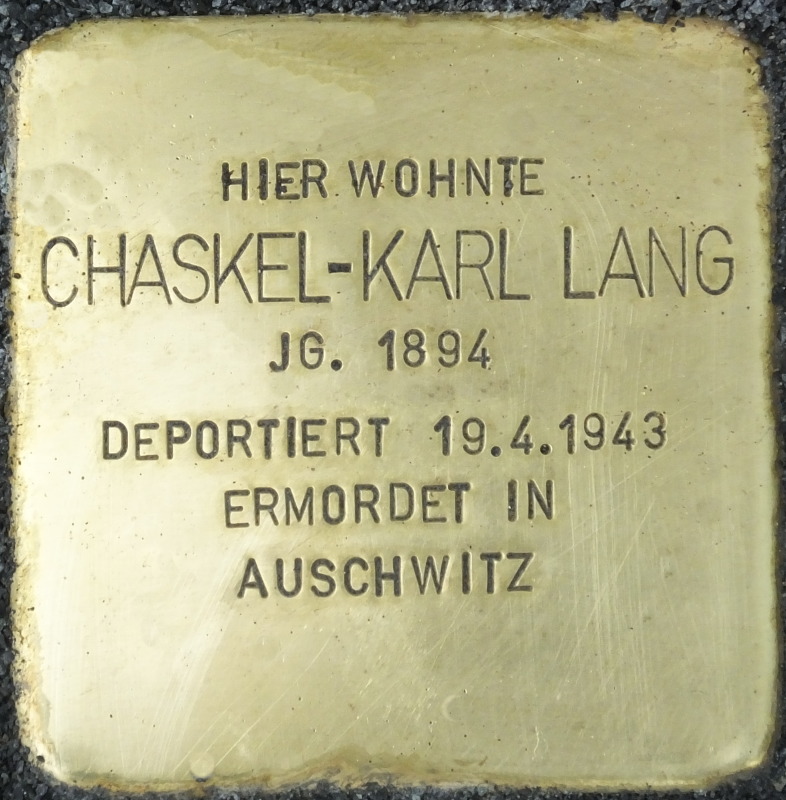 HIER WOHNTE
CHASKEL-KARL LANG
JG. 1894
DEPORTIERT 19.4.1943
ERMORDET IN
AUSCHWITZ